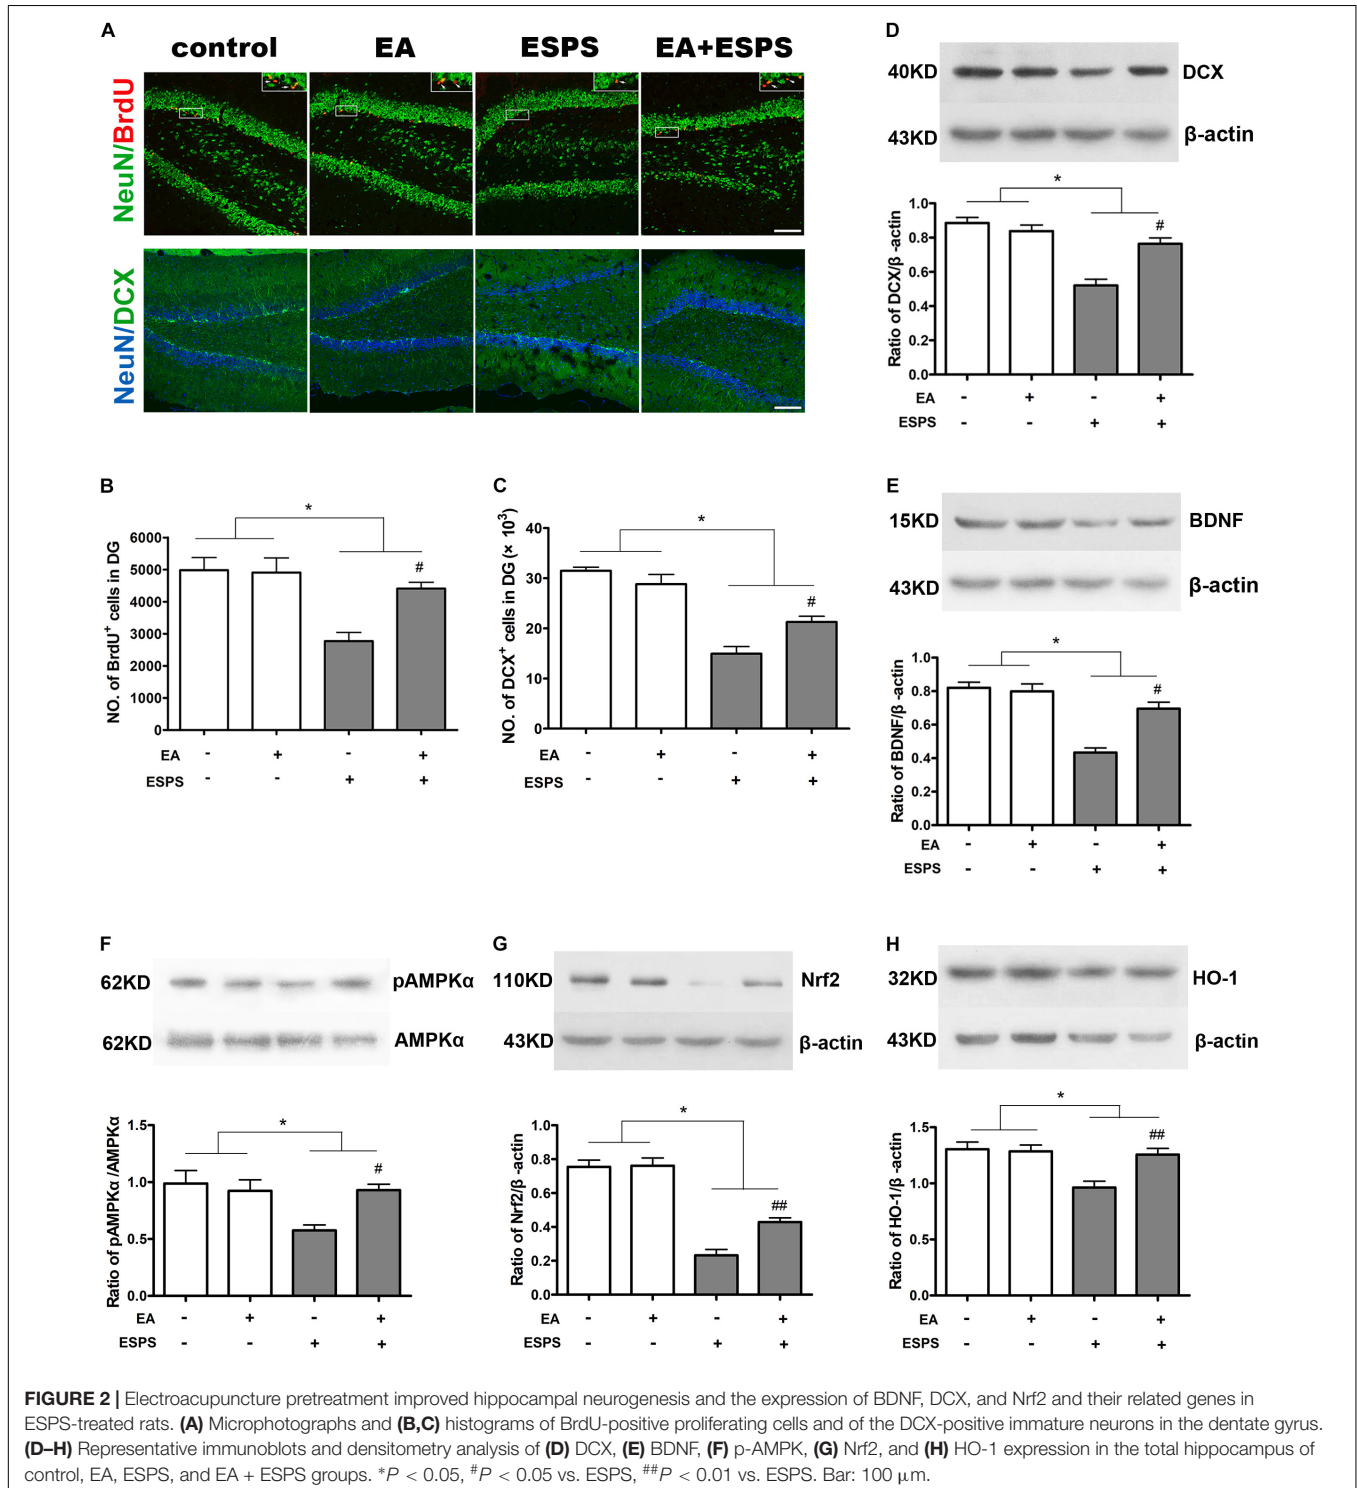 A
control EA ESPS EA+ESPS
NeuN/BrdU
NeuN/DCX
B
*
#
NO. of BrdU+ cells in DG
6000
5000
4000
3000
2000
1000
0
EA - + - +
ESPS - - + +
C
*
#
NO. of DCX+ cells in DG (× 10³)
40
30
20
10
0
EA - + - +
ESPS - - + +
D
40KD DCX
43KD β-actin
*
#
Ratio of DCX/β -actin
1.0
0.8
0.6
0.4
0.2
0.0
EA - + - +
ESPS - - + +
E
15KD BDNF
43KD β-actin
*
#
Ratio of BDNF/β -actin
1.0
0.8
0.6
0.4
0.2
0.0
EA - + - +
ESPS - - + +
F
62KD pAMPKα
62KD AMPKα
*
#
Ratio of pAMPKα /AMPKα
1.5
1.0
0.5
0.0
EA - + - +
ESPS - - + +
G
110KD Nrf2
43KD β-actin
*
##
Ratio of Nrf2/β -actin
1.0
0.8
0.6
0.4
0.2
0.0
EA - + - +
ESPS - - + +
H
32KD HO-1
43KD β-actin
*
##
Ratio of HO-1/β -actin
1.5
1.0
1.5
0.0
EA - + - +
ESPS - - + +
FIGURE 2 | Electroacupuncture pretreatment improved hippocampal neurogenesis and the expression of BDNF, DCX, and Nrf2 and their related genes in
ESPS-treated rats. (A) Microphotographs and (B,C) histograms of BrdU-positive proliferating cells and of the DCX-positive immature neurons in the dentate gyrus.
(D–H) Representative immunoblots and densitometry analysis of (D) DCX, (E) BDNF, (F) p-AMPK, (G) Nrf2, and (H) HO-1 expression in the total hippocampus of
control, EA, ESPS, and EA + ESPS groups. *P < 0.05, #P < 0.05 vs. ESPS, ##P < 0.01 vs. ESPS. Bar: 100 μm.